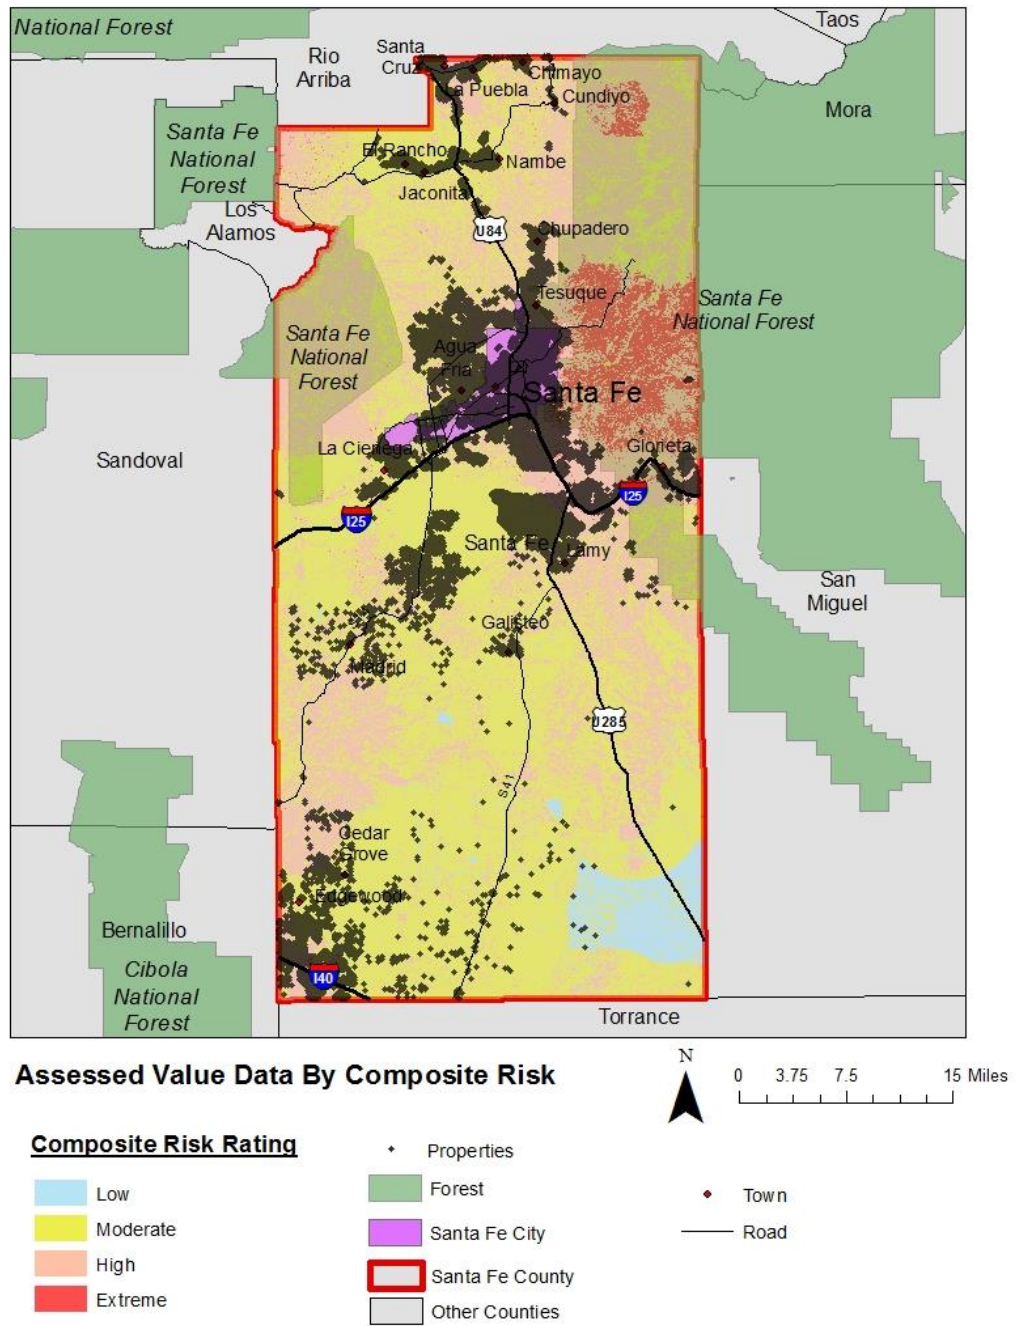 National Forest
Taos
Rio
Arriba
Santa
Cruz
Chimayo
La Puebla
Cundiyo
Mora
Santa Fe
National
Forest
El Rancho
Nambe
Jaconita
Los
Alamos
U84
Chupadero
Tesuque
Santa Fe
National Forest
Santa Fe
National
Forest
Agua
Fria
Santa Fe
La Cienega
Glorieta
Sandoval
I25
I25
Santa Fe
Lamy
San
Miguel
Galisteo
Madrid
U285
S41
Cedar
Grove
Edgewood
Bernalillo
Cibola
National
Forest
I40
Torrance
Assessed Value Data By Composite Risk
N
0 3.75 7.5 15 Miles
Composite Risk Rating
Low
Moderate
High
Extreme
Properties
Forest
Santa Fe City
Santa Fe County
Other Counties
Town
Road